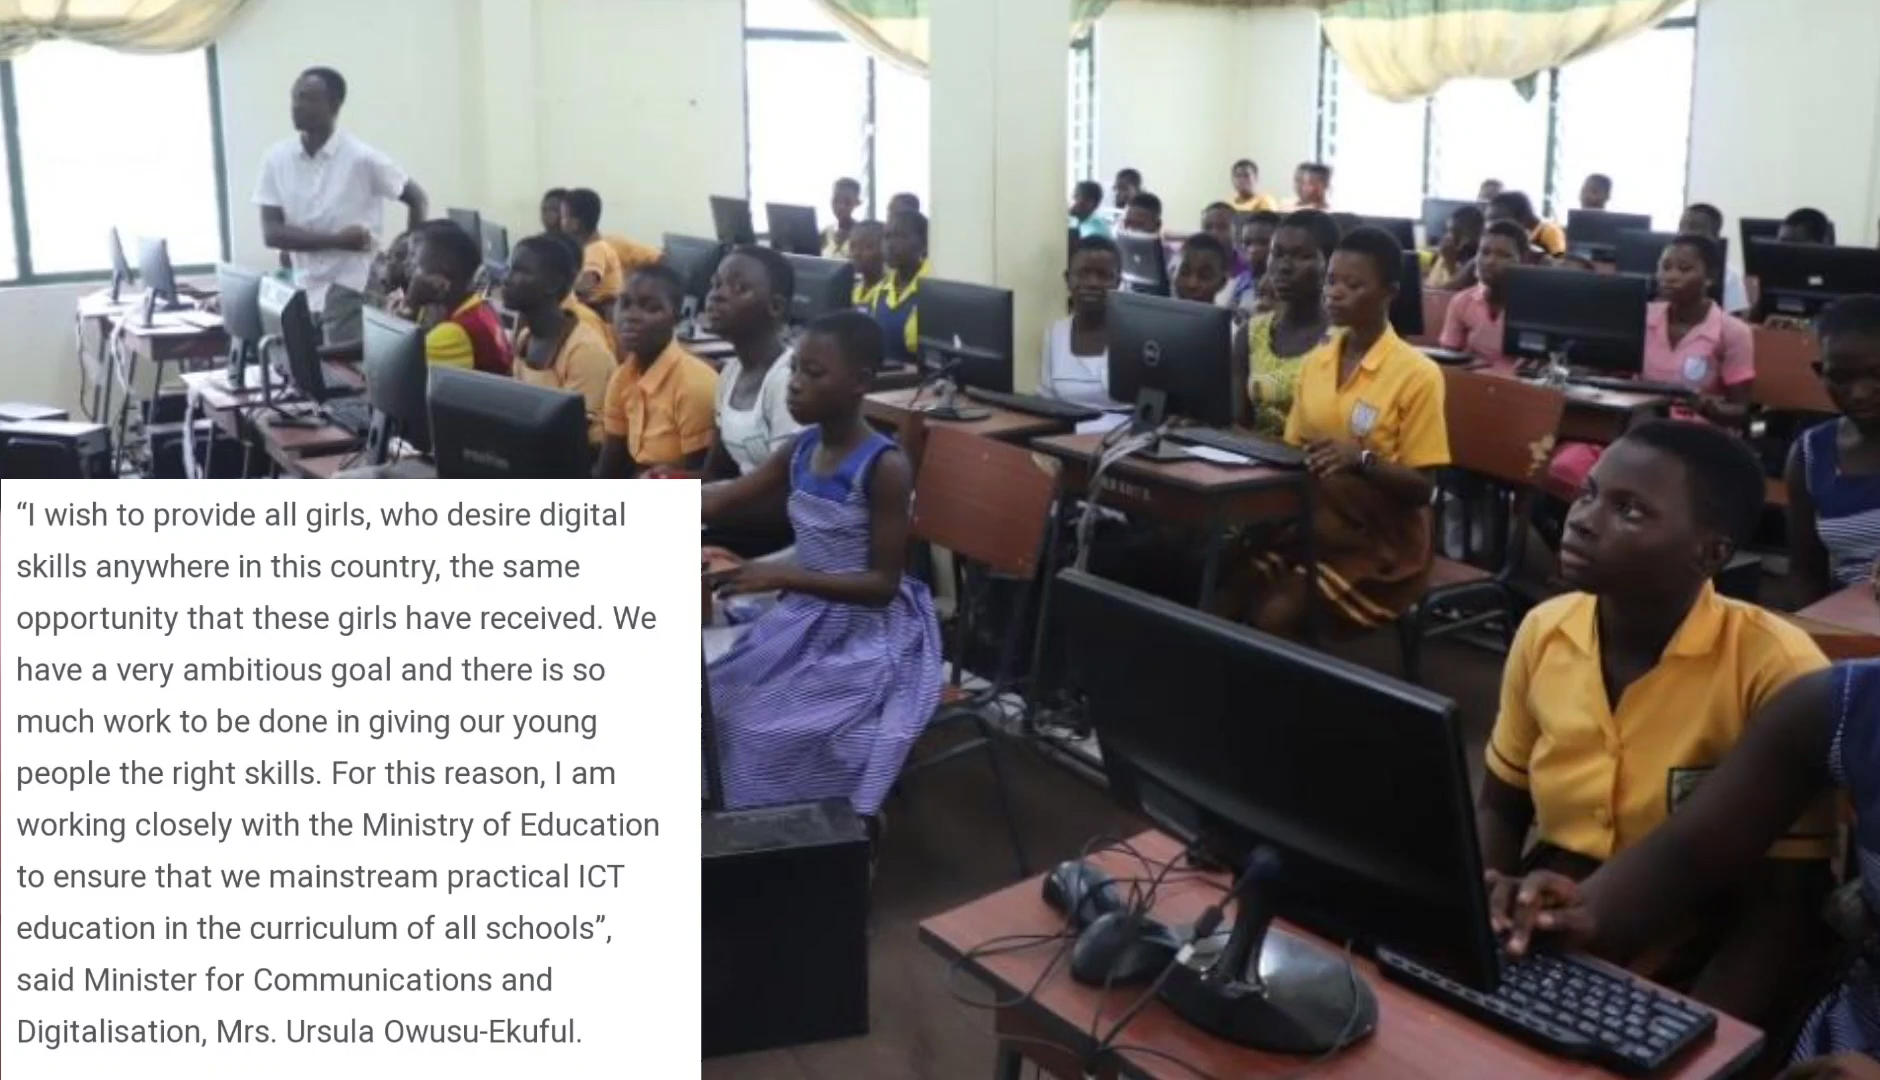 “I wish to provide all girls, who desire digital
skills anywhere in this country, the same
opportunity that these girls have received. We
have a very ambitious goal and there is so
much work to be done in giving our young
people the right skills. For this reason, I am
working closely with the Ministry of Education
to ensure that we mainstream practical ICT
education in the curriculum of all schools”,
said Minister for Communications and
Digitalisation, Mrs. Ursula Owusu-Ekuful.